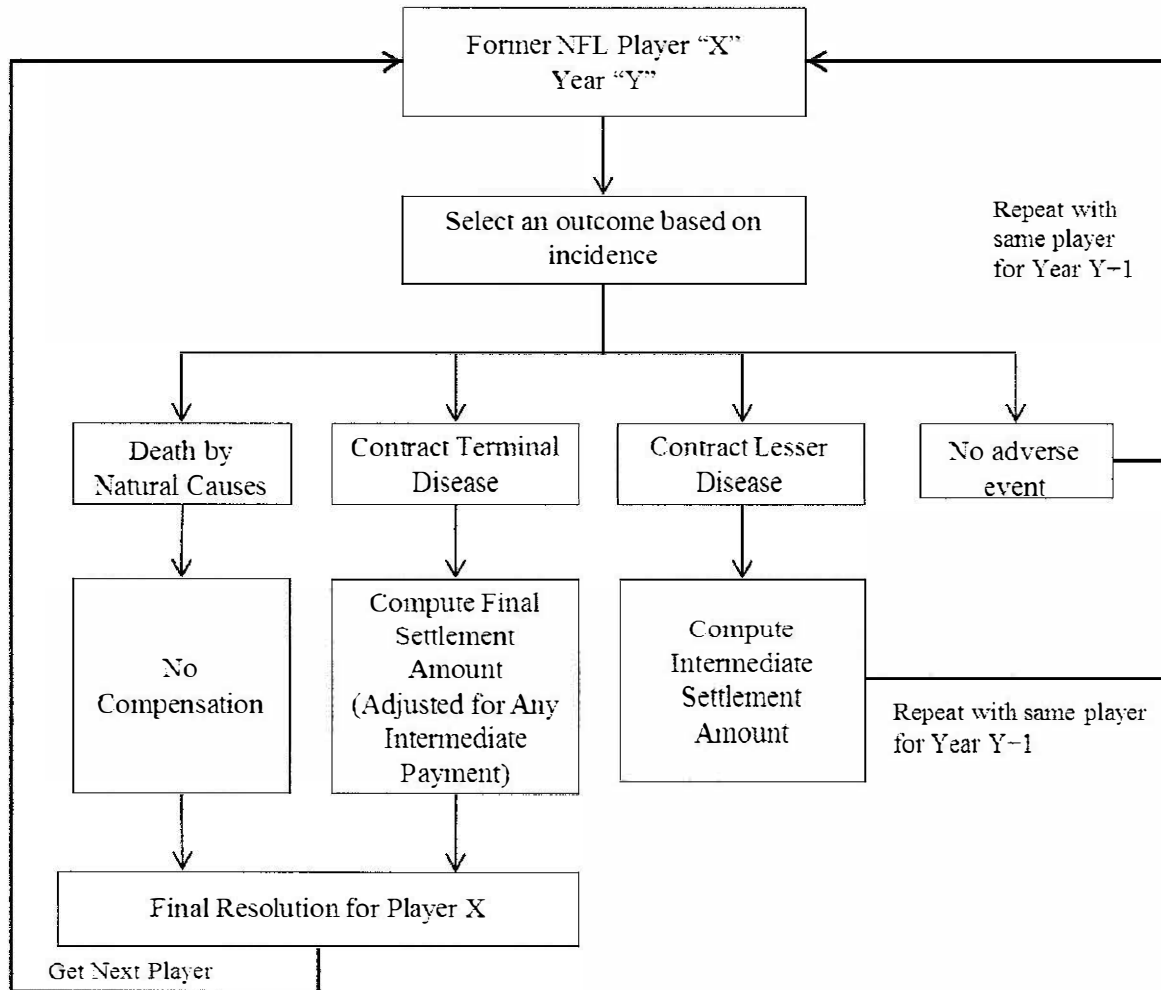 Former NFL Player “X”
Year “Y”
Select an outcome based on
incidence
Repeat with
same player
for Year Y−1
Death by
Natural Causes
Contract Terminal
Disease
Contract Lesser
Disease
No adverse
event
No
Compensation
Compute Final
Settlement
Amount
(Adjusted for Any
Intermediate
Payment)
Compute
Intermediate
Settlement
Amount
Repeat with same player
for Year Y−1
Final Resolution for Player X
Get Next Player